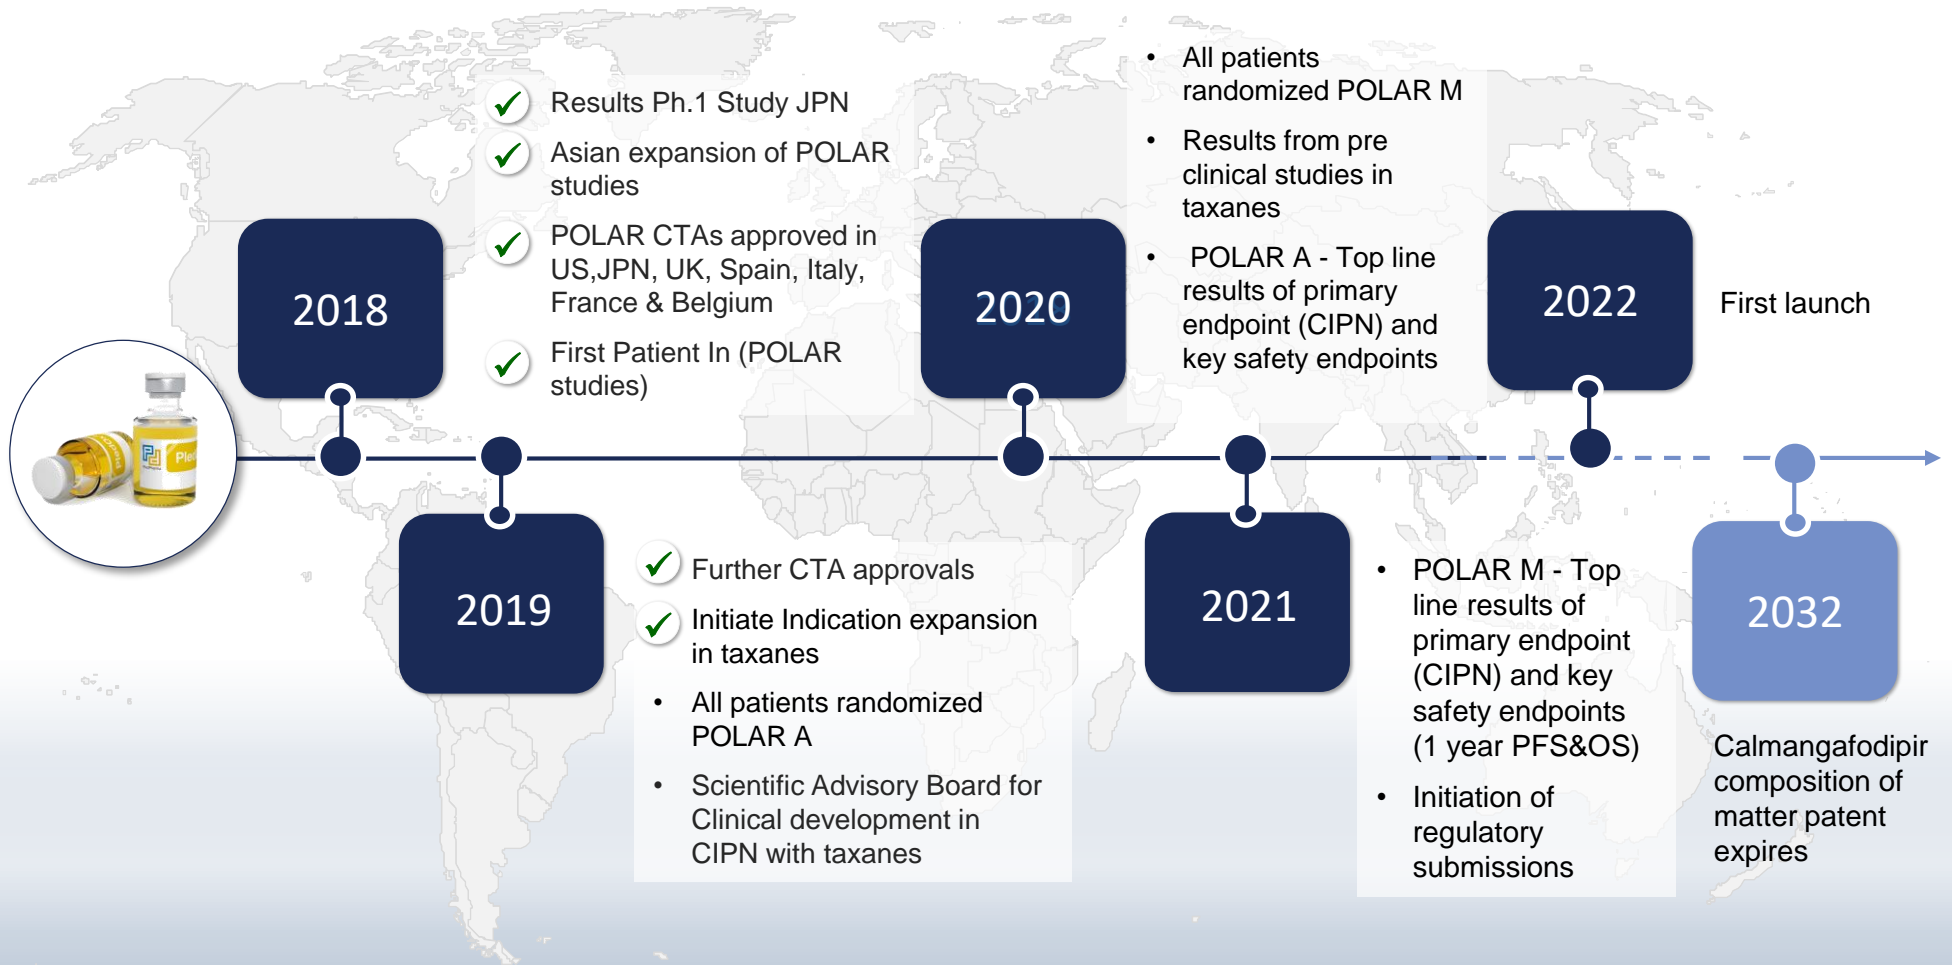 2018
Results Ph.1 Study JPN
Asian expansion of POLAR
studies
POLAR CTAs approved in
US,JPN, UK, Spain, Italy,
France & Belgium
First Patient In (POLAR
studies)
2019
Further CTA approvals
Initiate Indication expansion
in taxanes
• All patients randomized
POLAR A
• Scientific Advisory Board for
Clinical development in
CIPN with taxanes
2020
• All patients
randomized POLAR M
• Results from pre
clinical studies in
taxanes
• POLAR A - Top line
results of primary
endpoint (CIPN) and
key safety endpoints
2021
• POLAR M - Top
line results of
primary endpoint
(CIPN) and key
safety endpoints
(1 year PFS&OS)
• Initiation of
regulatory
submissions
2022
First launch
2032
Calmangafodipir
composition of
matter patent
expires